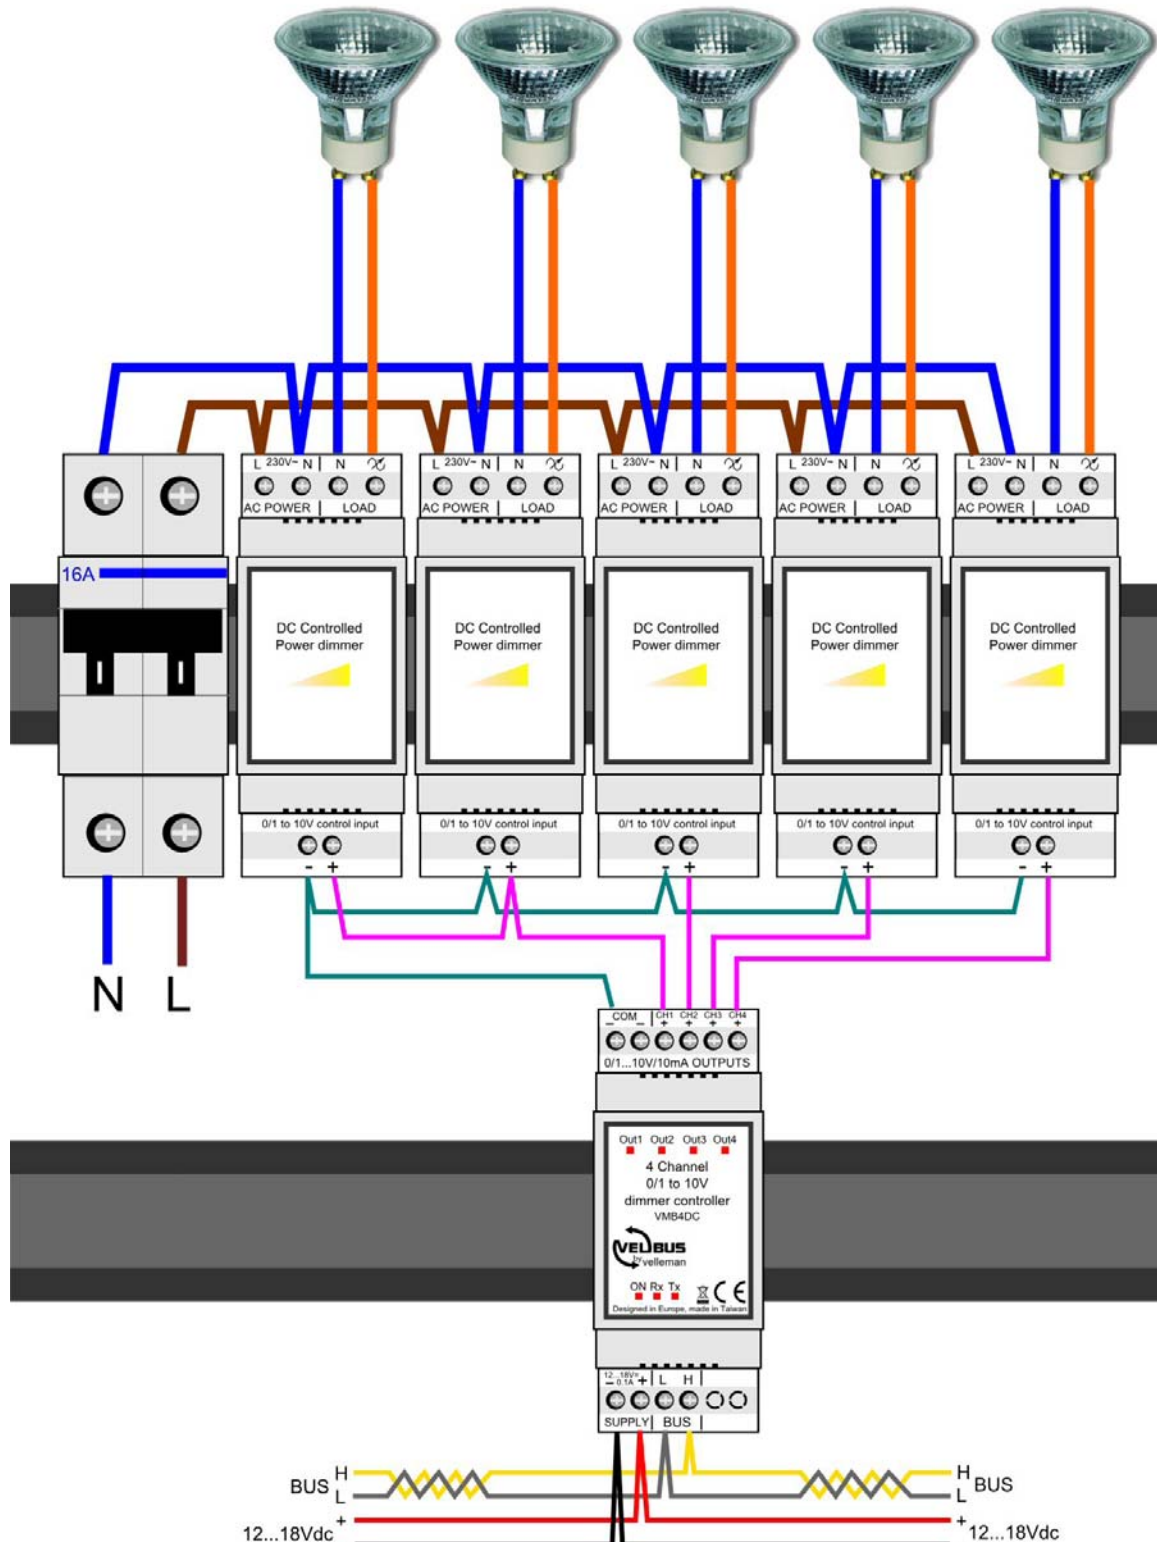 L 230V~ N N
L 230V~ N N
L 230V~ N N
L 230V~ N N
L 230V~ N N
AC POWER LOAD
AC POWER LOAD
AC POWER LOAD
AC POWER LOAD
AC POWER LOAD
16A
DC Controlled
Power dimmer
DC Controlled
Power dimmer
DC Controlled
Power dimmer
DC Controlled
Power dimmer
DC Controlled
Power dimmer
0/1 to 10V control input
0/1 to 10V control input
0/1 to 10V control input
0/1 to 10V control input
0/1 to 10V control input
- +
- +
- +
- +
- +
N L
COM CH1 CH2 CH3 CH4
- - + + + +
0/1...10V/10mA OUTPUTS
Out1 Out2 Out3 Out4
4 Channel
0/1 to 10V
dimmer controller
VMB4DC
VELBUS
by velleman
ON Rx Tx CE
Designed in Europe, made in Taiwan
12...18V=
- 0.1A + L H
SUPPLY BUS
BUS H
L
H BUS
L
+
12...18Vdc
+
12...18Vdc